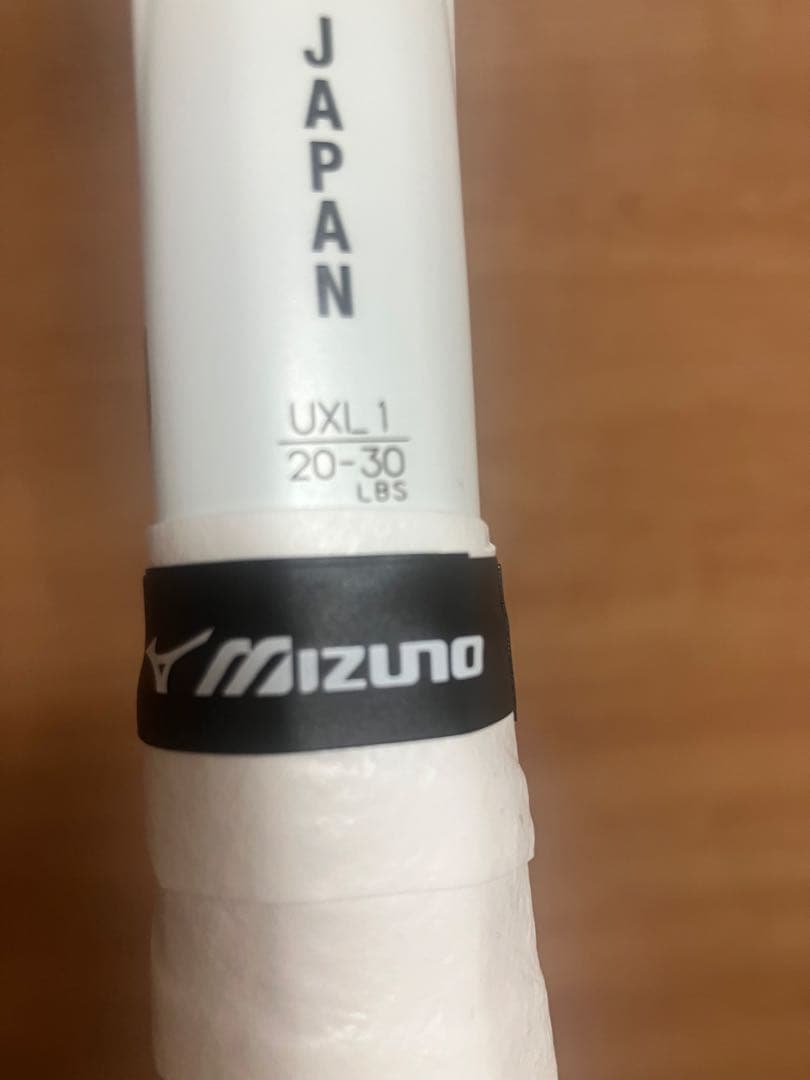 JAPAN
UXL1
20-30
LBS
MIZUNO